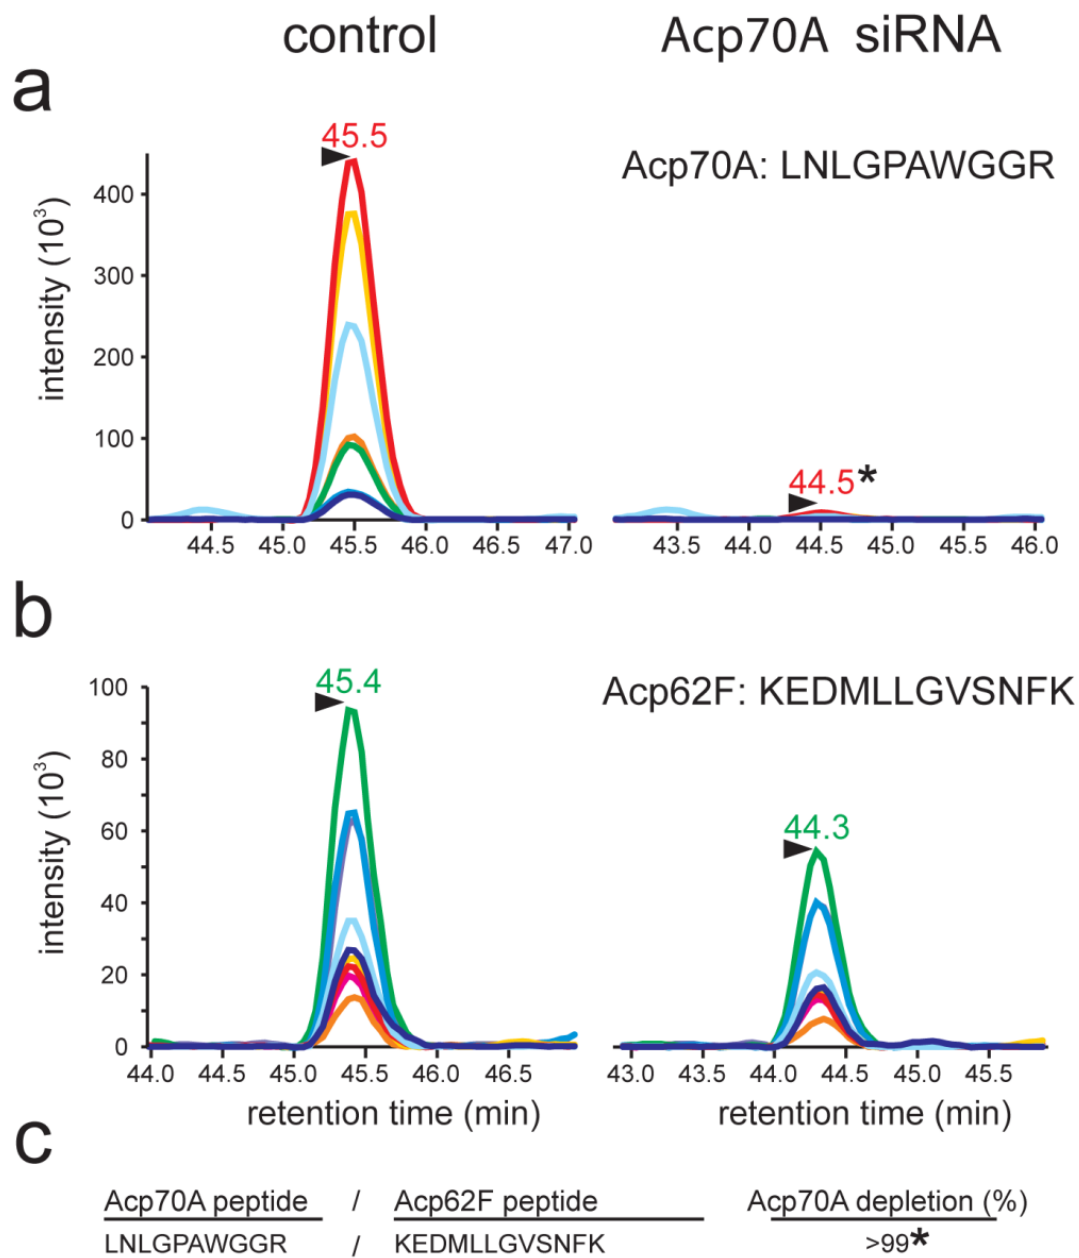 control Acp70A siRNA
a
45.5
Acp70A: LNLGPAWGGR
intensity (10³)
400
300
200
100
0
44.5*
44.5 45.0 45.5 46.0 46.5 47.0 43.5 44.0 44.5 45.0 45.5 46.0
b
45.4
Acp62F: KEDMLLGVSNFK
intensity (10³)
100
80
60
40
20
0
44.3
44.0 44.5 45.0 45.5 46.0 46.5 43.0 43.5 44.0 44.5 45.0 45.5
retention time (min) retention time (min)
c
Acp70A peptide / Acp62F peptide Acp70A depletion (%)
LNLGPAWGGR / KEDMLLGVSNFK >99*